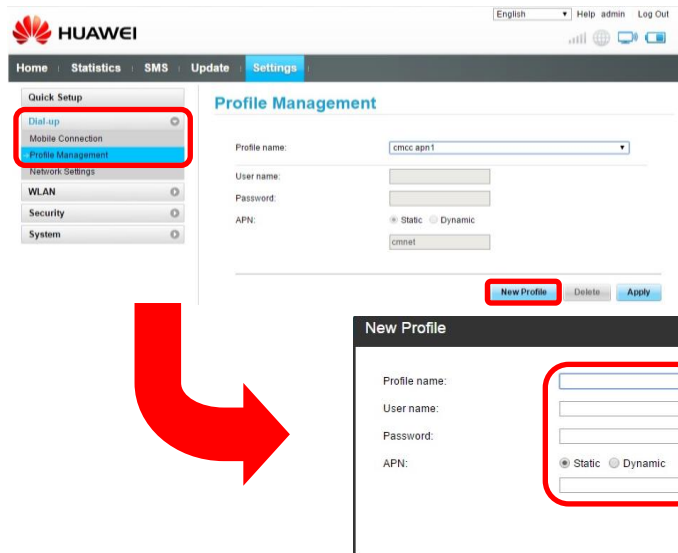 English Help admin Log Out
HUAWEI
Home Statistics SMS Update Settings
Quick Setup
Dial-up
Mobile Connection
Profile Management
Network Settings
WLAN
Security
System
Profile Management
Profile name: cmcc apn1
User name:
Password:
APN: Static Dynamic
cmnet
New Profile Delete Apply
New Profile
Profile name:
User name:
Password:
APN: Static Dynamic